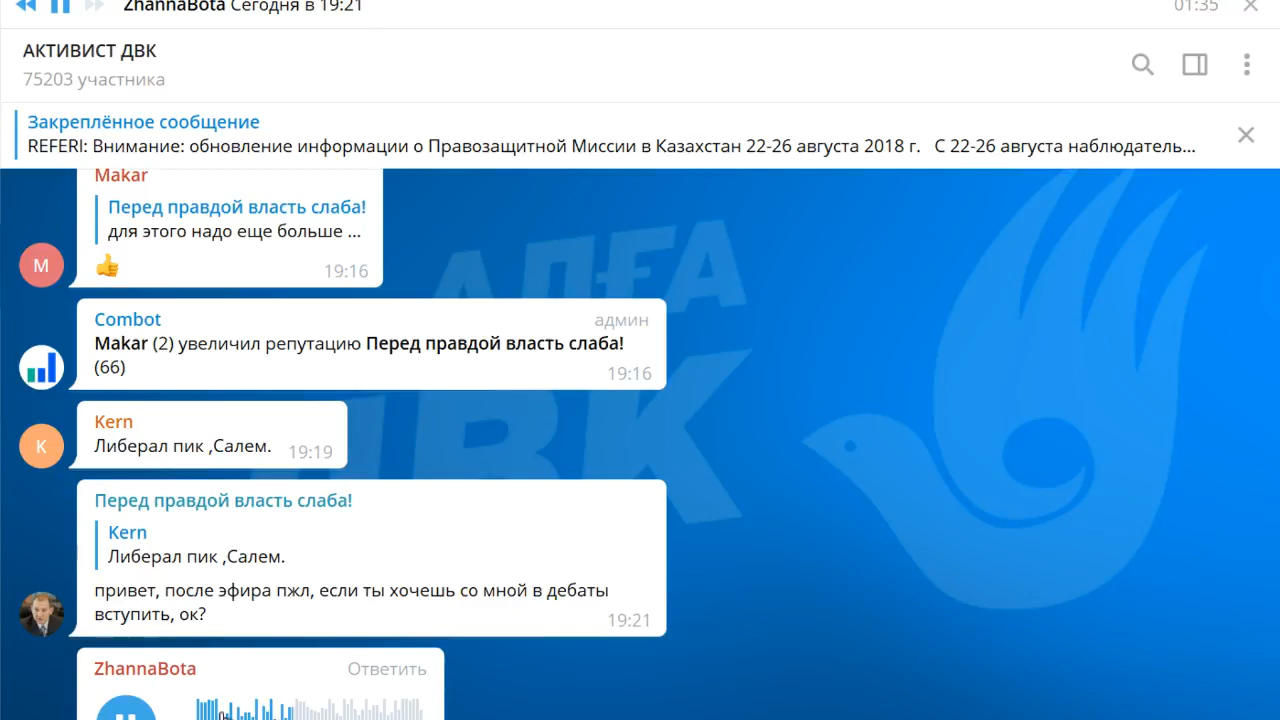 ZhannaBota Сегодня в 19:21
01:35
АКТИВИСТ ДВК
75203 участника
Закреплённое сообщение
REFERI: Внимание: обновление информации о Правозащитной Миссии в Казахстан 22-26 августа 2018 г. С 22-26 августа наблюдатель...
Makar
Перед правдой власть слаба!
для этого надо еще больше ...
М
19:16
АЛҒА
ДВК
Combot
админ
Makar (2) увеличил репутацию Перед правдой власть слаба!
(66)
19:16
Kern
К
Либерал пик ,Салем.
19:19
Перед правдой власть слаба!
Kern
Либерал пик ,Салем.
привет, после эфира пжл, если ты хочешь со мной в дебаты
вступить, ок?
19:21
ZhannaBota
Ответить